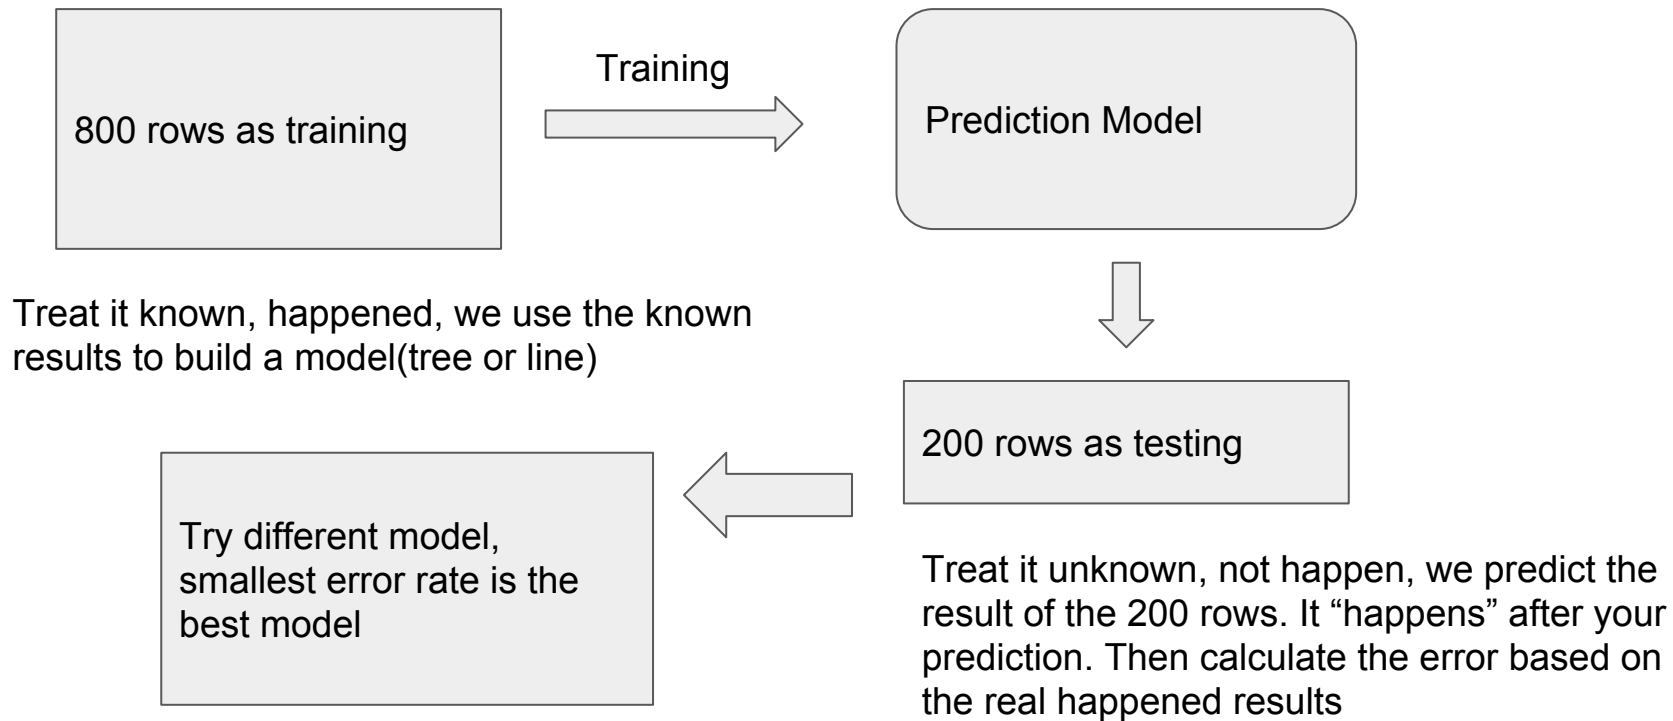 800 rows as training
Training
Prediction Model
Treat it known, happened, we use the known
results to build a model(tree or line)
200 rows as testing
Try different model,
smallest error rate is the
best model
Treat it unknown, not happen, we predict the
result of the 200 rows. It “happens” after your
prediction. Then calculate the error based on
the real happened results